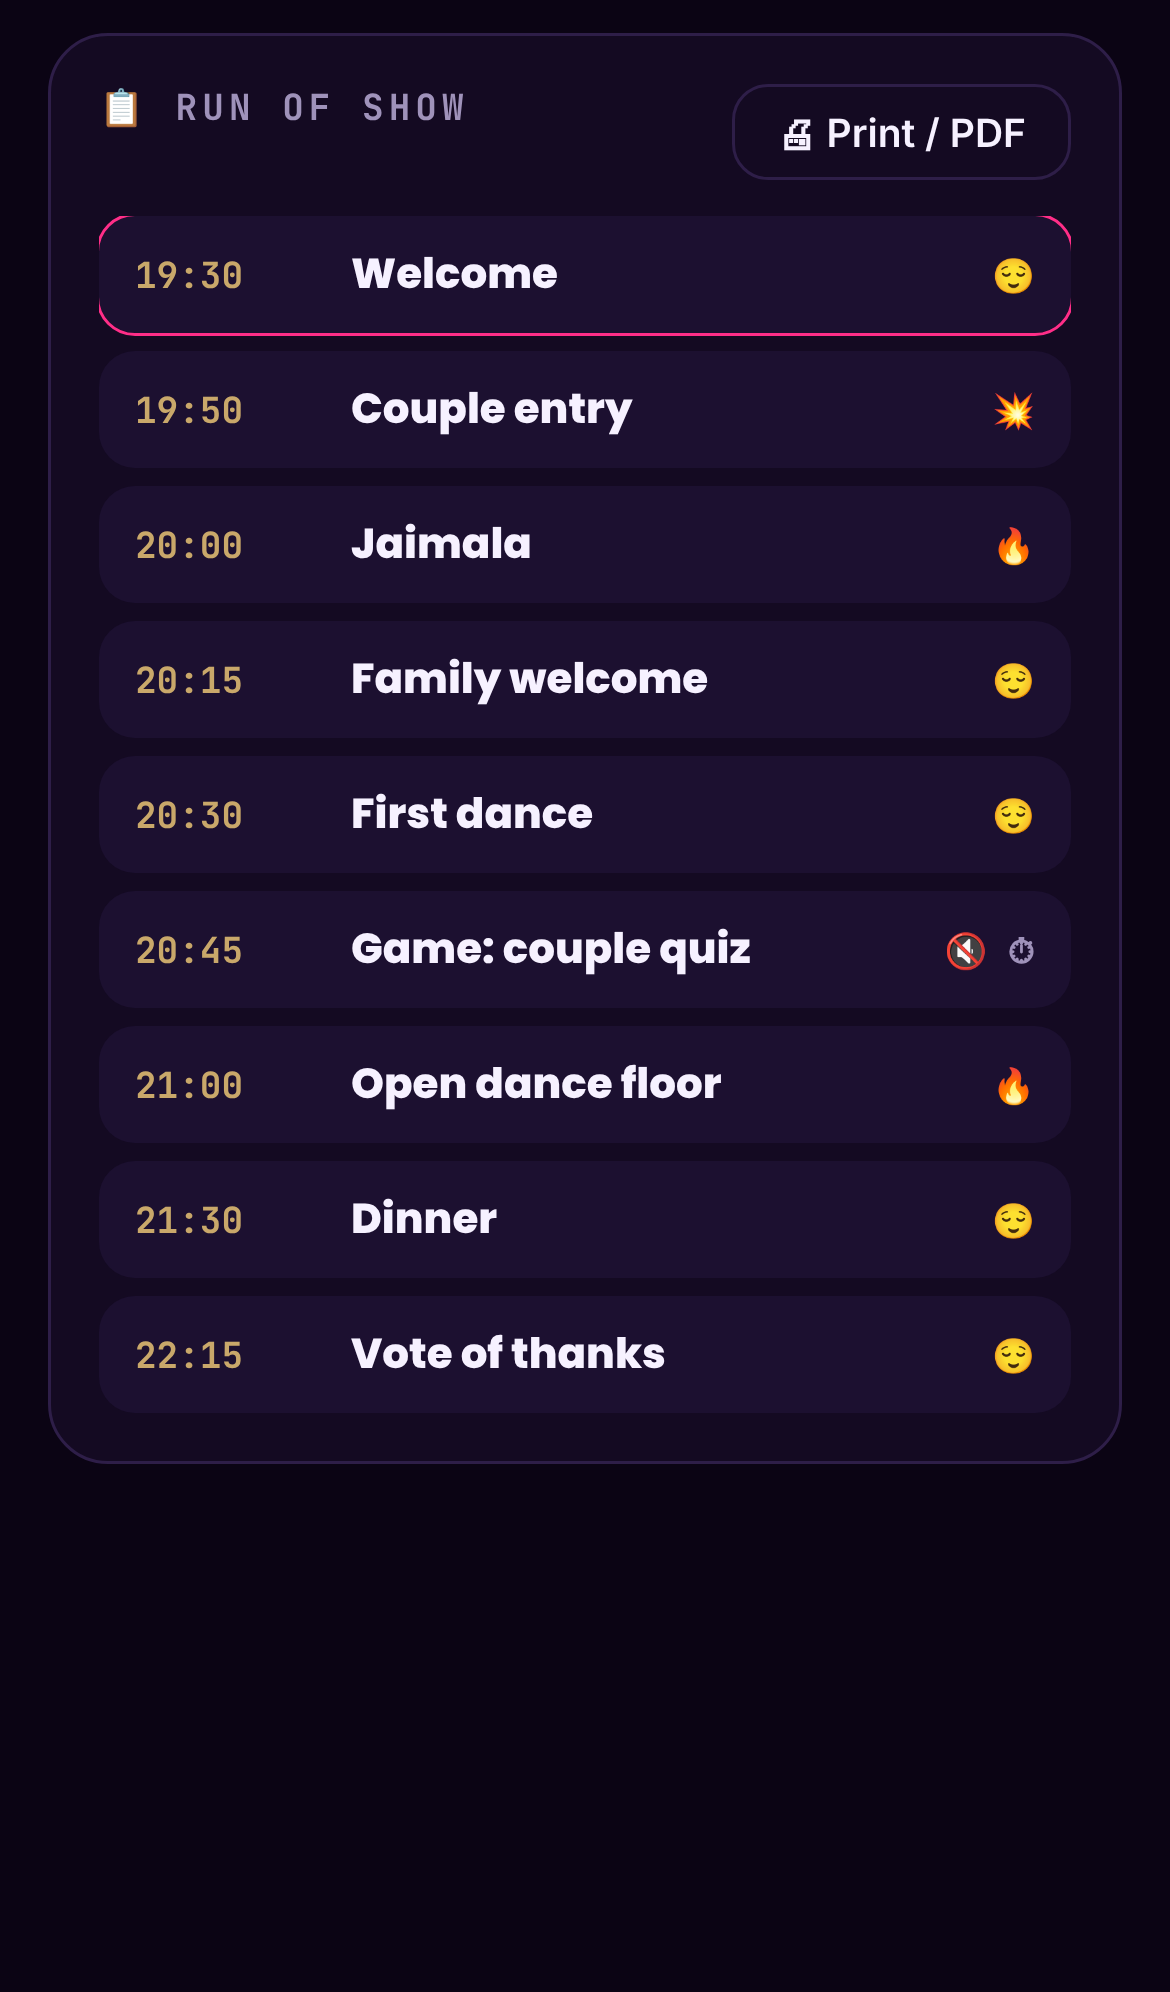 📋 RUN OF SHOW
🖨 Print / PDF
19:30 Welcome 😌
19:50 Couple entry 💥
20:00 Jaimala 🔥
20:15 Family welcome 😌
20:30 First dance 😌
20:45 Game: couple quiz 🔇 ⏱
21:00 Open dance floor 🔥
21:30 Dinner 😌
22:15 Vote of thanks 😌